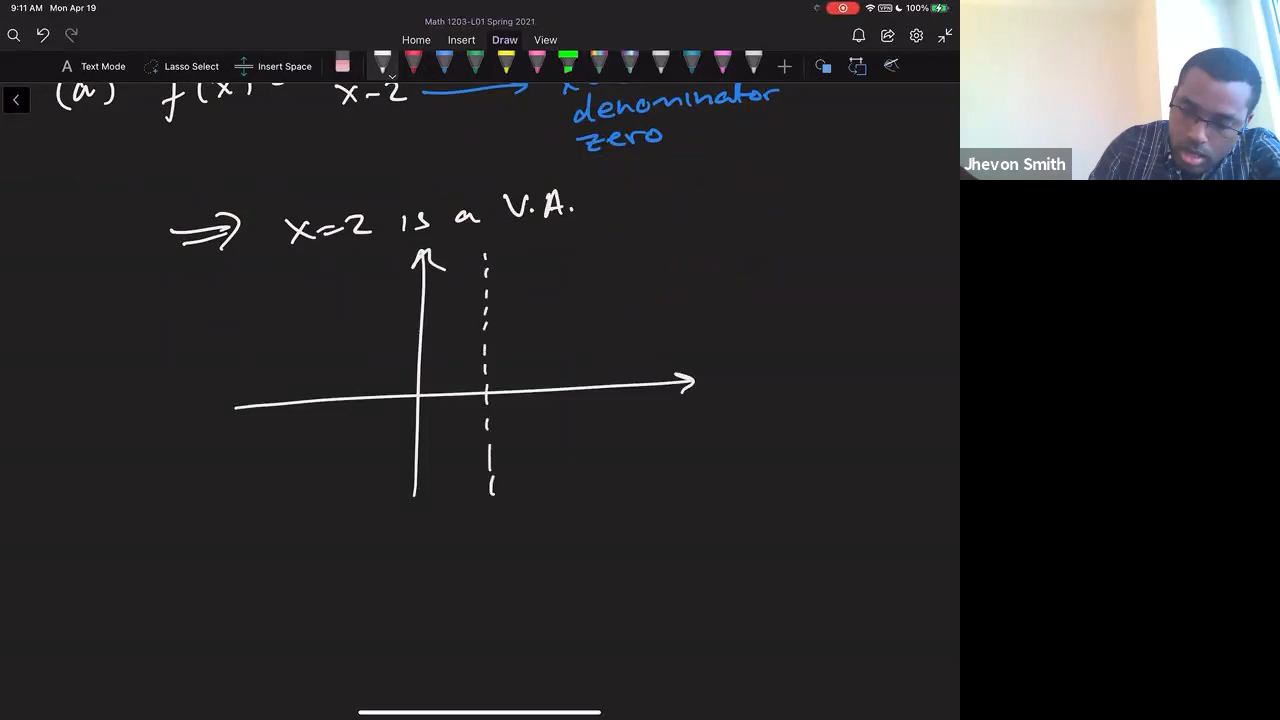 9:11 AM Mon Apr 19
VPN 100%
Math 1203-L01 Spring 2021
Home Insert Draw View
A Text Mode Lasso Select Insert Space
(a) f(x) = x-2
denominator
zero
⇒ x=2 is a V.A.
Jhevon Smith